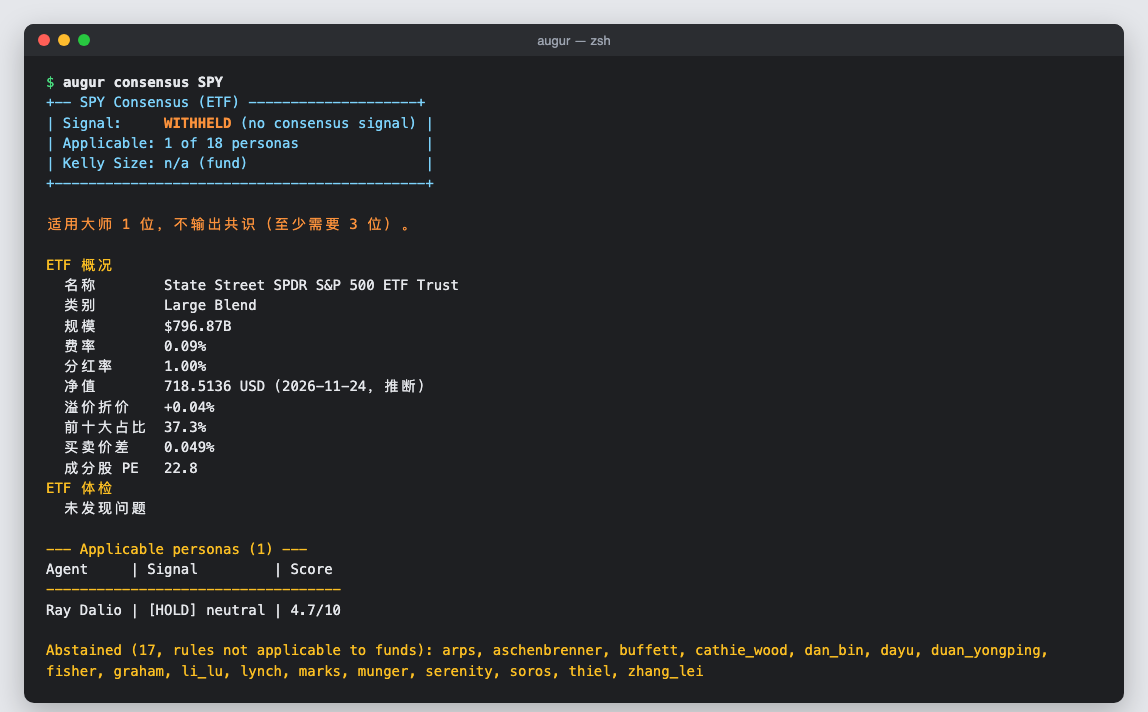 augur — zsh
$ augur consensus SPY
+—— SPY Consensus (ETF) ————————————————————+
| Signal:     WITHHELD (no consensus signal) |
| Applicable: 1 of 18 personas               |
| Kelly Size: n/a (fund)                     |
+————————————————————————————————————————————+
适用大师 1 位, 不输出共识 (至少需要 3 位) 。
ETF 概况
名称 State Street SPDR S&P 500 ETF Trust
类别 Large Blend
规模 $796.87B
费率 0.09%
分红率 1.00%
净值 718.5136 USD (2026-11-24, 推断)
溢价折价 +0.04%
前十大占比 37.3%
买卖价差 0.049%
成分股 PE 22.8
ETF 体检
未发现问题
——— Applicable personas (1) ———
Agent     | Signal         | Score
———————————————————————————————————
Ray Dalio | [HOLD] neutral | 4.7/10
Abstained (17, rules not applicable to funds): arps, aschenbrenner, buffett, cathie_wood, dan_bin, dayu, duan_yongping,
fisher, graham, li_lu, lynch, marks, munger, serenity, soros, thiel, zhang_lei